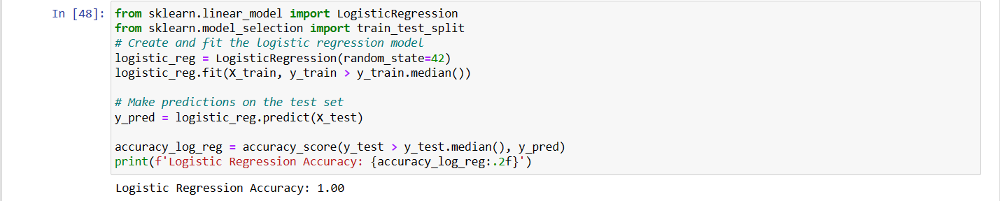 In [48]: from sklearn.linear_model import LogisticRegression
from sklearn.model_selection import train_test_split
# Create and fit the logistic regression model
logistic_reg = LogisticRegression(random_state=42)
logistic_reg.fit(X_train, y_train > y_train.median())
# Make predictions on the test set
y_pred = logistic_reg.predict(X_test)
accuracy_log_reg = accuracy_score(y_test > y_test.median(), y_pred)
print(f'Logistic Regression Accuracy: {accuracy_log_reg:.2f}')
Logistic Regression Accuracy: 1.00